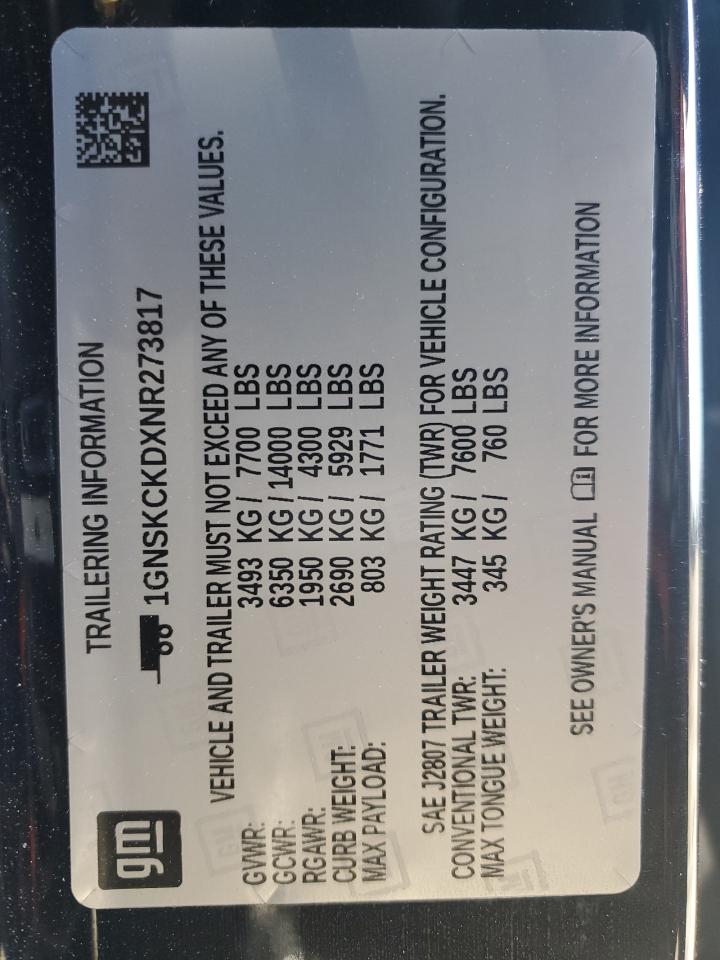 gm
TRAILERING INFORMATION
1GNSKCKDXNR273817
VEHICLE AND TRAILER MUST NOT EXCEED ANY OF THESE VALUES.
GVWR: 3493 KG / 7700 LBS
GCWR: 6350 KG / 14000 LBS
RGAWR: 1950 KG / 4300 LBS
CURB WEIGHT: 2690 KG / 5929 LBS
MAX PAYLOAD: 803 KG / 1771 LBS
SAE J2807 TRAILER WEIGHT RATING (TWR) FOR VEHICLE CONFIGURATION.
CONVENTIONAL TWR: 3447 KG / 7600 LBS
MAX TONGUE WEIGHT: 345 KG / 760 LBS
SEE OWNER'S MANUAL FOR MORE INFORMATION